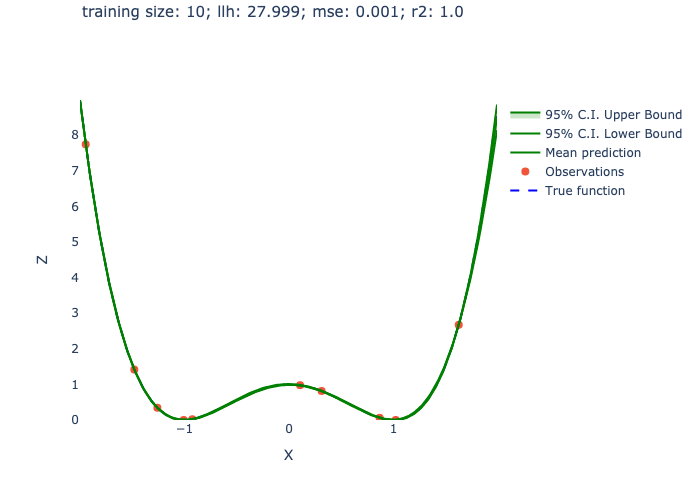 training size: 10; llh: 27.999; mse: 0.001; r2: 1.0
95% C.I. Upper Bound
95% C.I. Lower Bound
Mean prediction
Observations
True function
8
7
6
5
4
3
2
1
0
Z
−1
0
1
X